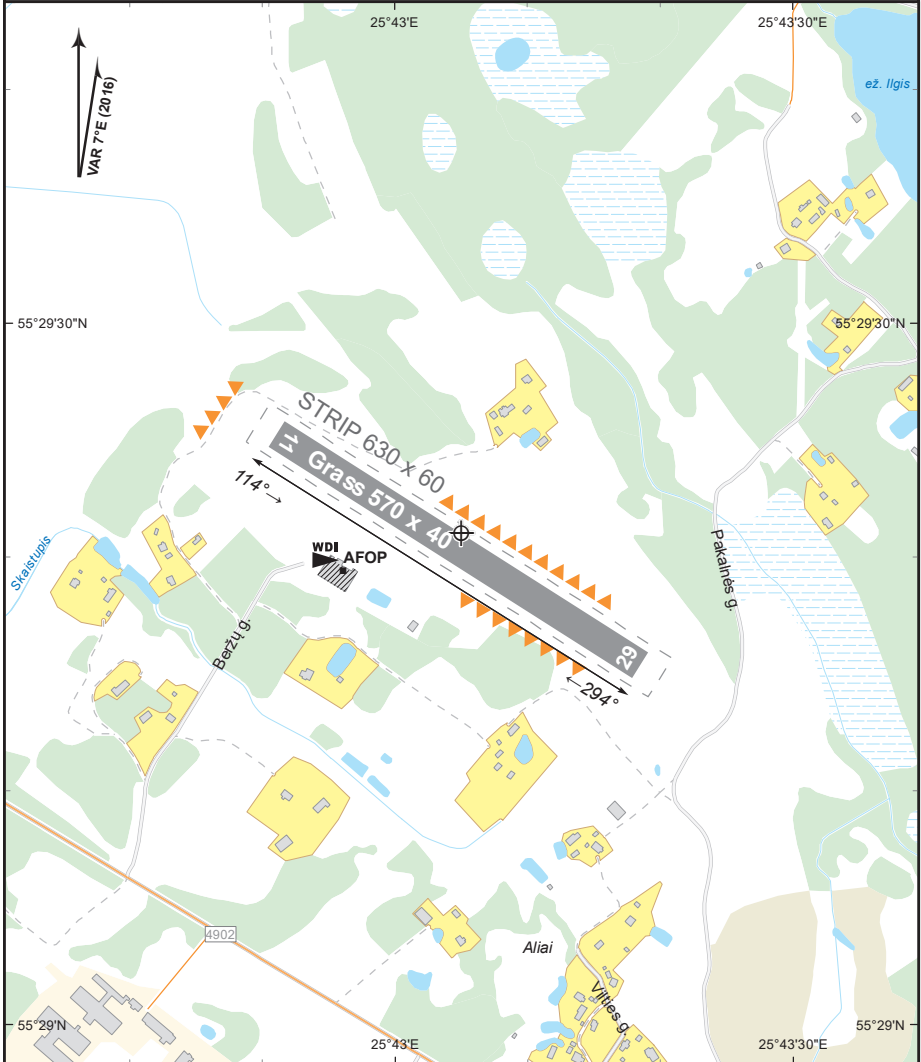 25°43'E
25°43'30"E
VAR 7°E (2016)
ež. Ilgis
55°29'30"N
55°29'30"N
STRIP 630 x 60
11
Grass 570 x 40
114°→
WDI
AFOP
Skaistupis
Beržų g.
Pakalnės g.
29
←294°
4902
Aliai
Vilties g.
55°29'N
55°29'N
25°43'E
25°43'30"E